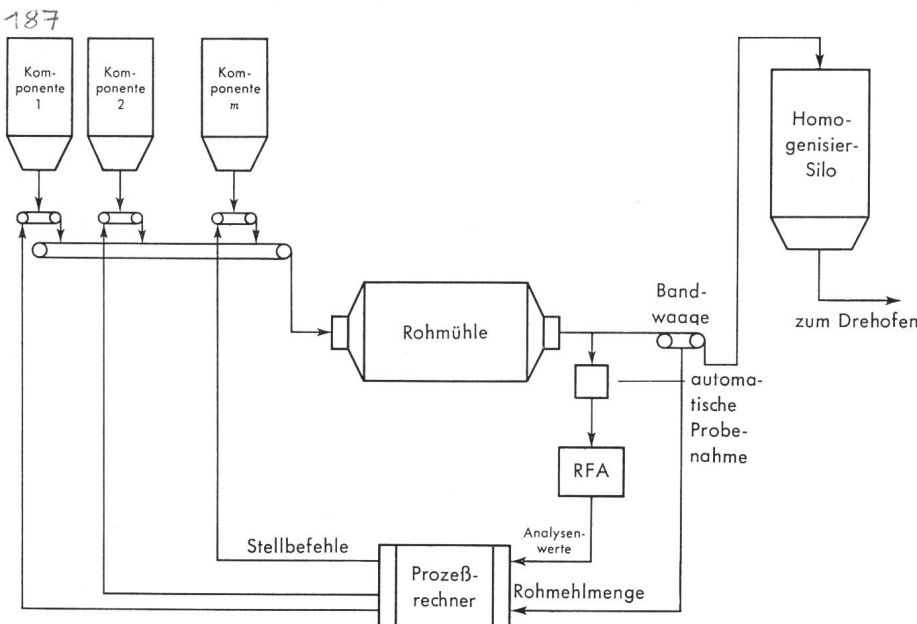 187
Kom-
ponente
1
Kom-
ponente
2
Kom-
ponente
m
Homo-
genisier-
Silo
zum Drehofen
Band-
waage
Rohmühle
automa-
tische
Probe-
nahme
RFA
Analysen-
werte
Stellbefehle
Prozeß-
rechner
Rohmehlmenge